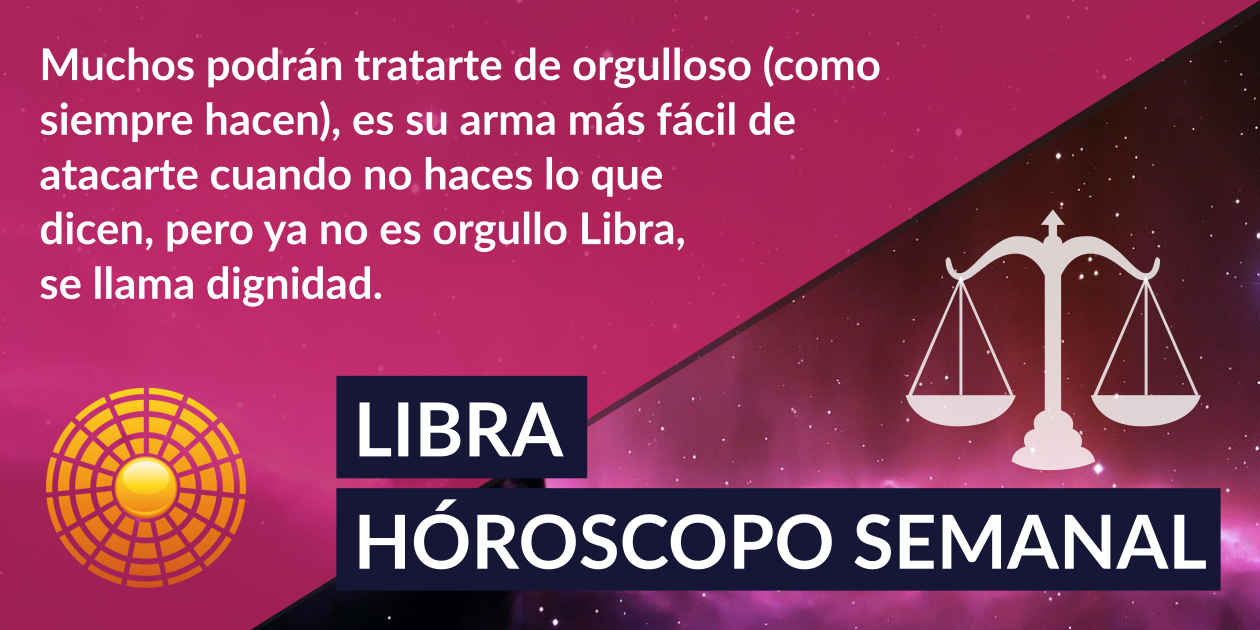 Muchos podrán tratarte de orgulloso (como
siempre hacen), es su arma más fácil de
atacarte cuando no haces lo que
dicen, pero ya no es orgullo Libra,
se llama dignidad.
LIBRA
HÓROSCOPO SEMANAL